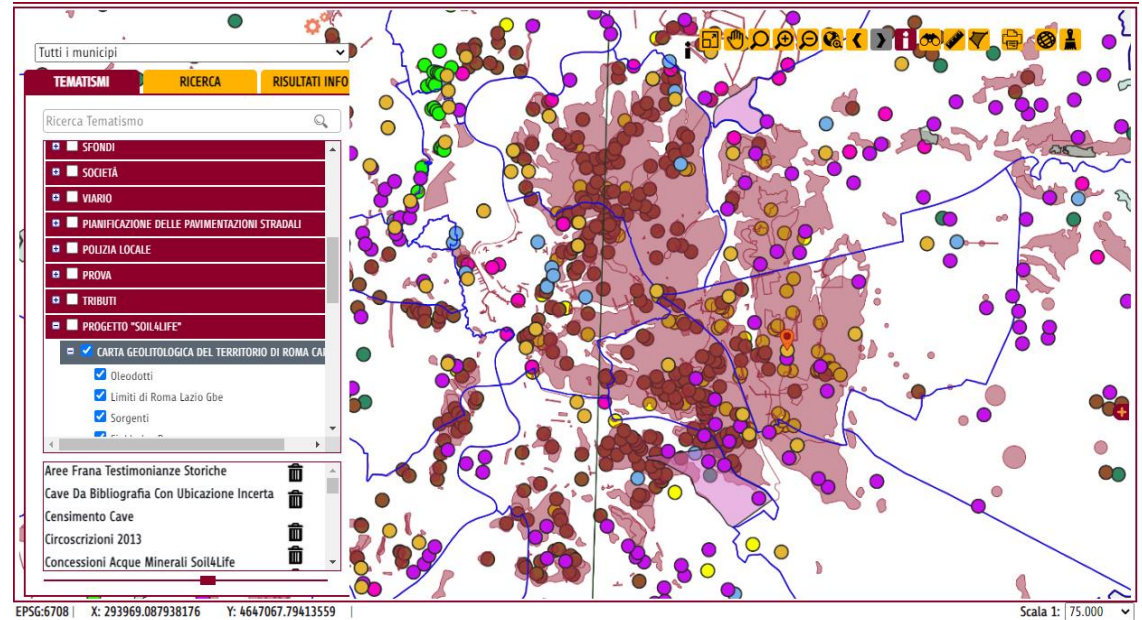 Tutti i municipi
TEMATISMI RICERCA RISULTATI INFO
Ricerca Tematismo
SFONDI
SOCIETÀ
VIARIO
PIANIFICAZIONE DELLE PAVIMENTAZIONI STRADALI
POLIZIA LOCALE
PROVA
TRIBUTI
PROGETTO "SOIL4LIFE"
CARTA GEOLITOLOGICA DEL TERRITORIO DI ROMA
Oleodotti
Limiti di Roma Lazio Gbe
Sorgenti
Aree Frana Testimonianze Storiche
Cave Da Bibliografia Con Ubicazione Incerta
Censimento Cave
Circoscrizioni 2013
Concessioni Acque Minerali Soil4Life
EPSG:6708 | X: 293969.087938176 Y: 4647067.79413559 | Scala 1: 75.000